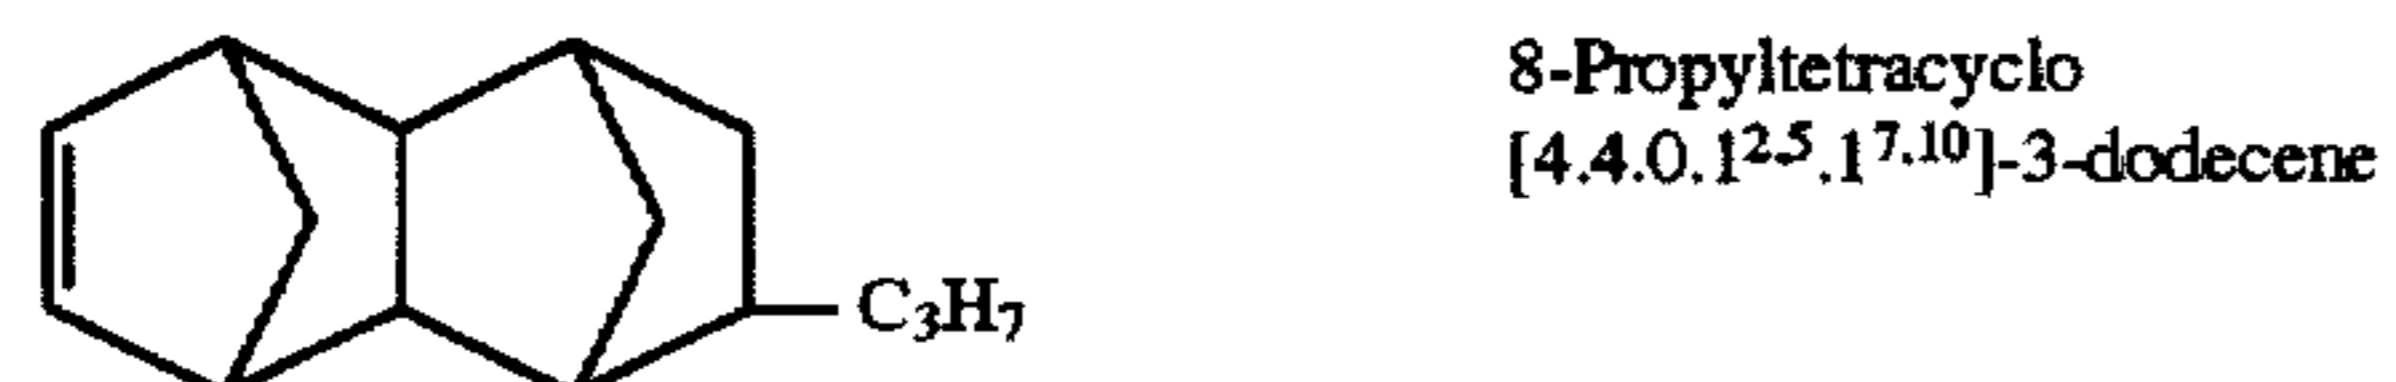 8-Propyltetracyclo
[4.4.0.1²·⁵.1⁷·¹⁰]-3-dodecene
C₃H₇